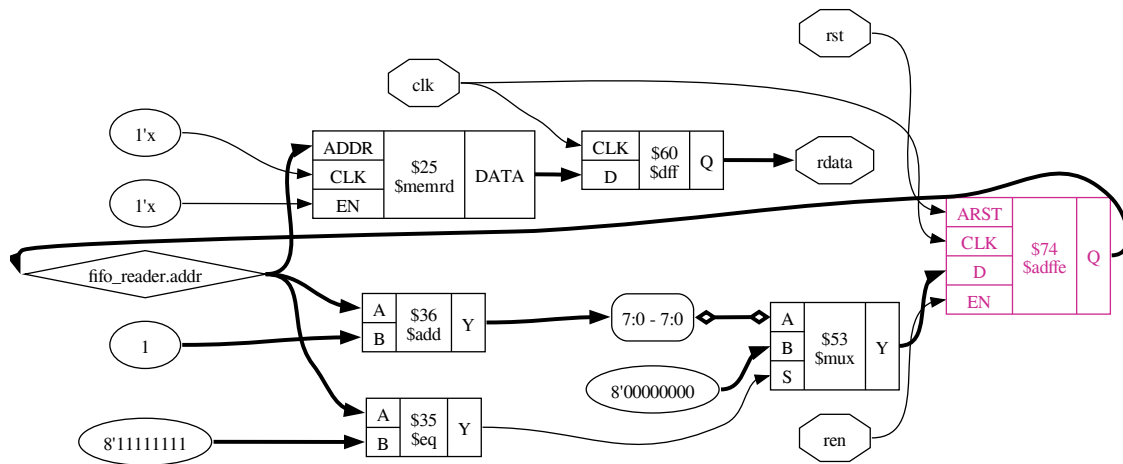 rst
clk
1'x
ADDR
CLK
EN
$25
$memrd
DATA
CLK
D
$60
$dff
Q
rdata
1'x
ARST
CLK
D
EN
$74
$adffe
Q
fifo_reader.addr
A
B
$36
$add
Y
7:0 - 7:0
A
B
S
$53
$mux
Y
1
8'00000000
A
B
$35
$eq
Y
8'11111111
ren